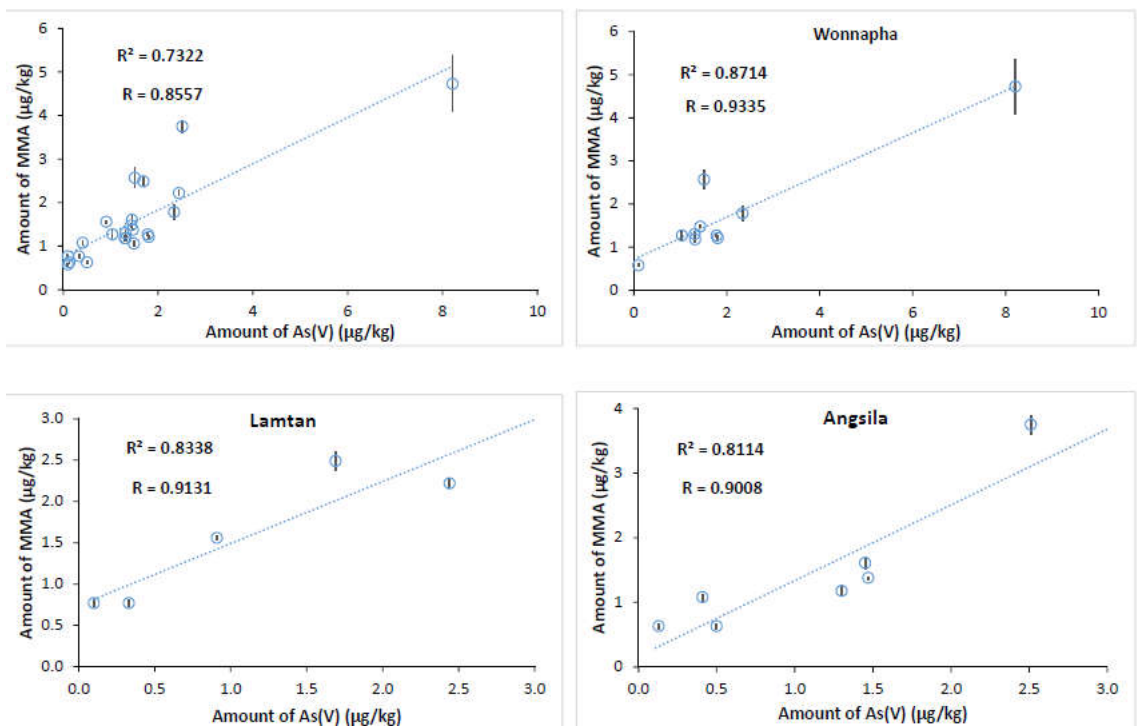 R² = 0.7322
R = 0.8557
Amount of MMA (µg/kg)
6
5
4
3
2
1
0
0 2 4 6 8 10
Amount of As(V) (µg/kg)
Wonnapha
R² = 0.8714
R = 0.9335
Amount of MMA (µg/kg)
6
5
4
3
2
1
0
0 2 4 6 8 10
Amount of As(V) (µg/kg)
Lamtan
R² = 0.8338
R = 0.9131
Amount of MMA (µg/kg)
3.0
2.5
2.0
1.5
1.0
0.5
0.0
0.0 0.5 1.0 1.5 2.0 2.5 3.0
Amount of As(V) (µg/kg)
Angsila
R² = 0.8114
R = 0.9008
Amount of MMA (µg/kg)
4
3
2
1
0
0.0 0.5 1.0 1.5 2.0 2.5 3.0
Amount of As(V) (µg/kg)